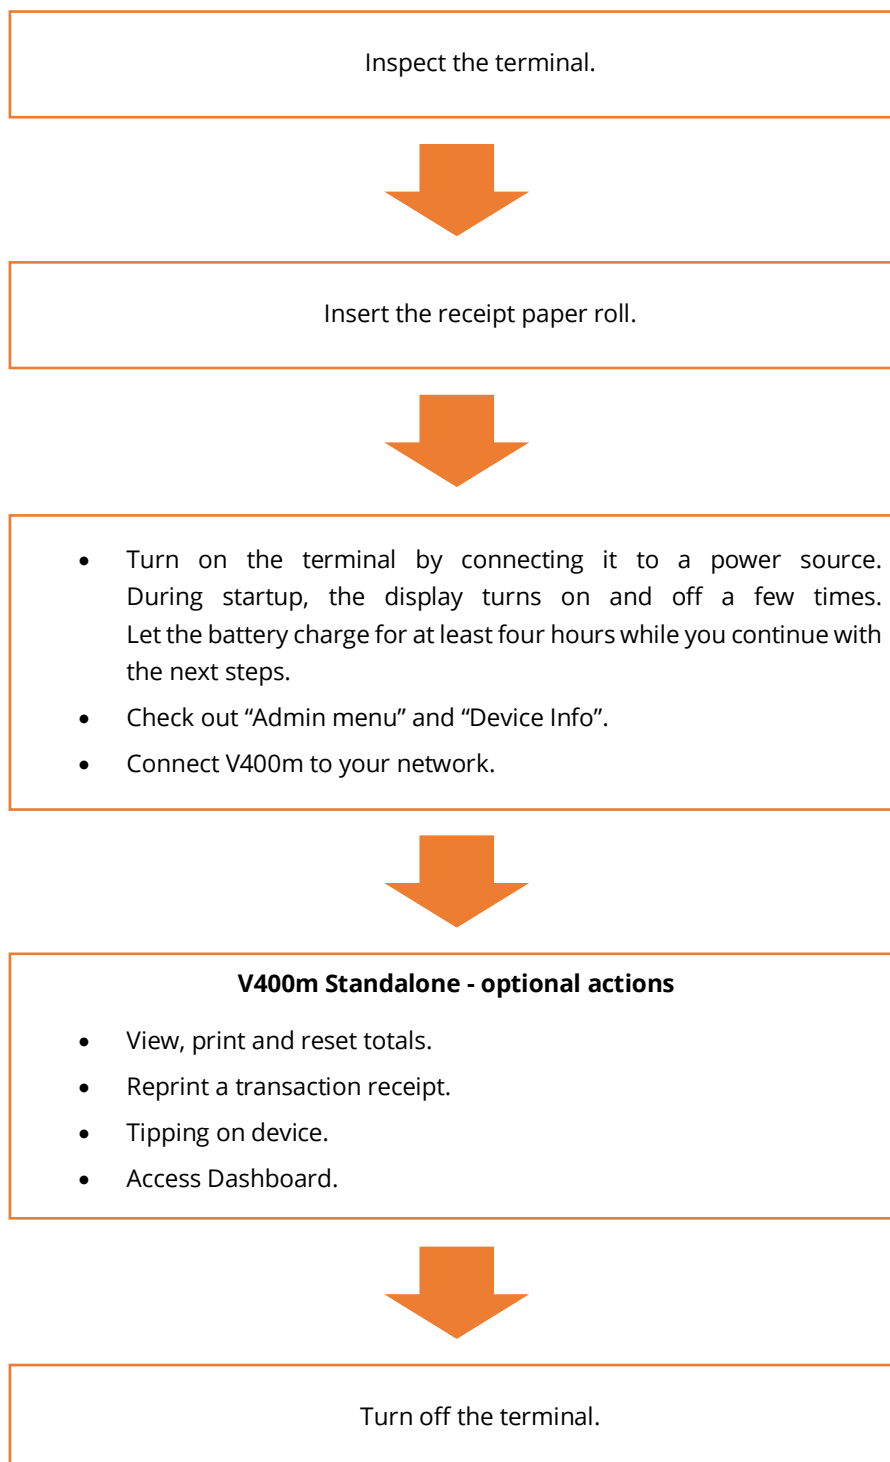 Inspect the terminal.
Insert the receipt paper roll.
• Turn on the terminal by connecting it to a power source.
During startup, the display turns on and off a few times.
Let the battery charge for at least four hours while you continue with
the next steps.
• Check out “Admin menu” and “Device Info”.
• Connect V400m to your network.
V400m Standalone - optional actions
• View, print and reset totals.
• Reprint a transaction receipt.
• Tipping on device.
• Access Dashboard.
Turn off the terminal.